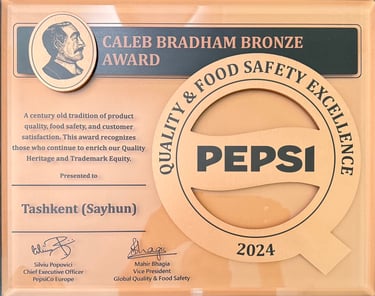 CALEB BRADHAM BRONZE
AWARD
A century old tradition of product
quality, food safety, and customer
satisfaction. This award recognizes
those who continue to enrich our Quality
Heritage and Trademark Equity.
Presented to
Tashkent (Sayhun)
Silviu Popovici
Chief Executive Officer
PepsiCo Europe
Mahir Bhagia
Vice President
Global Quality & Food Safety
QUALITY & FOOD SAFETY EXCELLENCE
PEPSI
2024